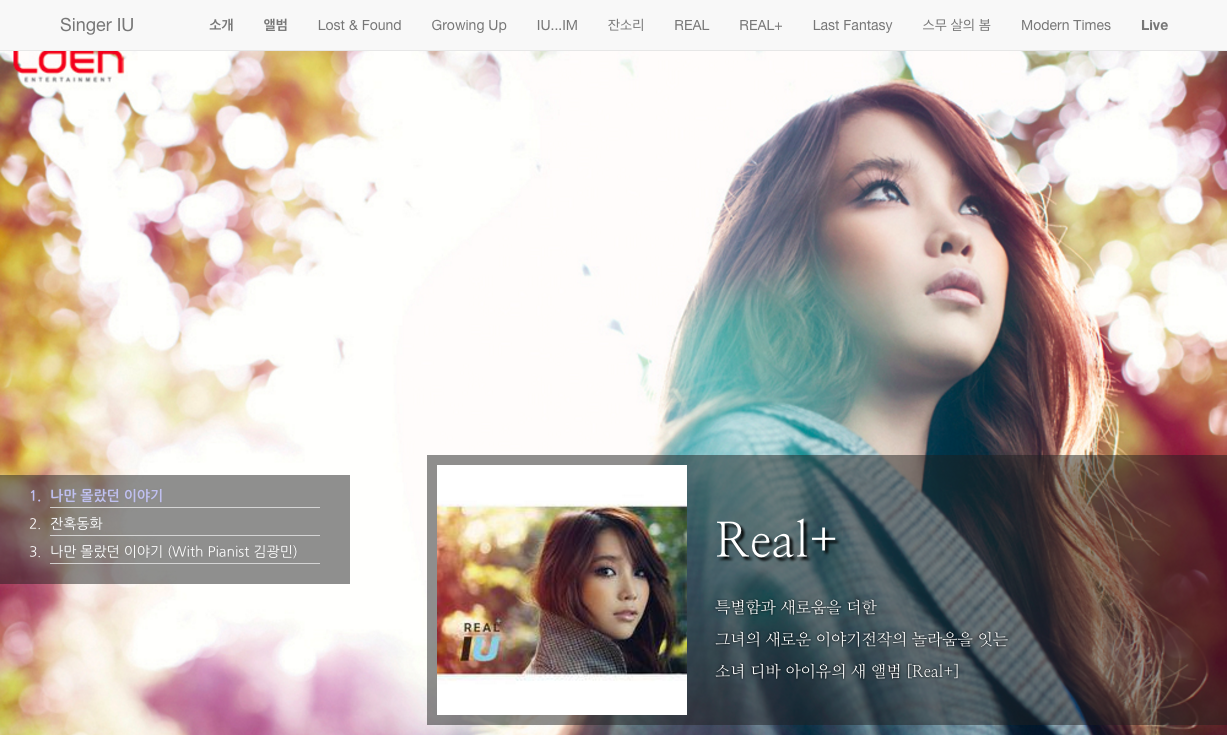 Singer IU
소개
앨범
Lost & Found
Growing Up
IU...IM
잔소리
REAL
REAL+
Last Fantasy
스무 살의 봄
Modern Times
Live
LOEN
ENTERTAINMENT
1. 나만 몰랐던 이야기
2. 잔혹동화
3. 나만 몰랐던 이야기 (With Pianist 김광민)
REAL
IU
Real+
특별함과 새로움을 더한
그녀의 새로운 이야기전작의 놀라움을 잇는
소녀 디바 아이유의 새 앨범 [Real+]